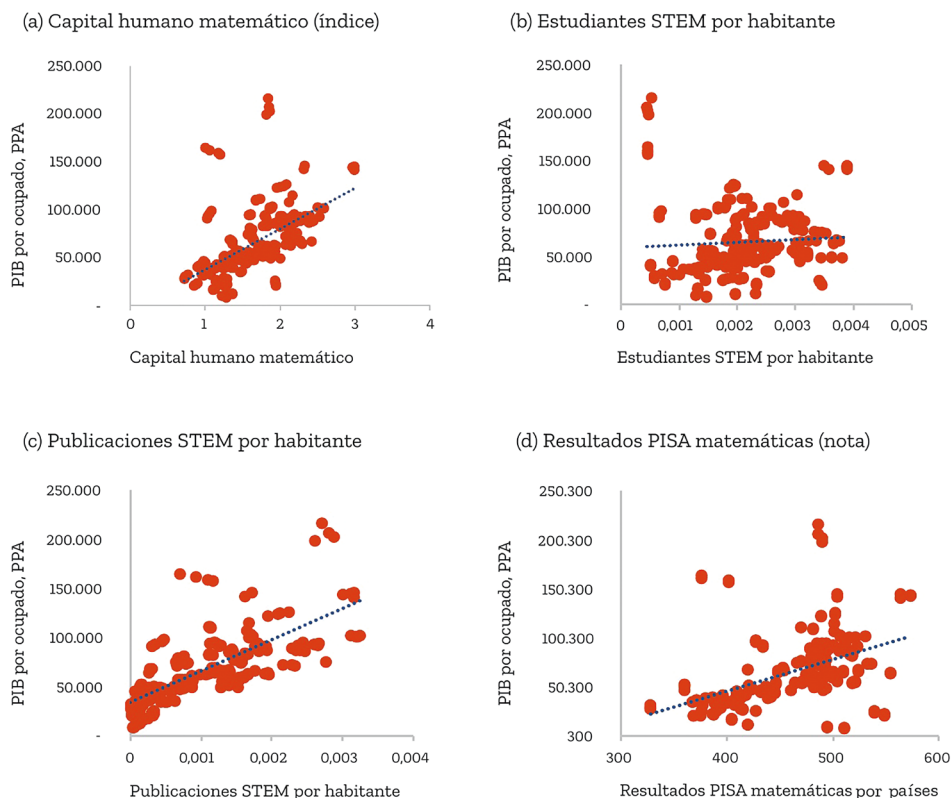 (a) Capital humano matemático (índice)
PIB por ocupado, PPA
250.000
200.000
150.000
100.000
50.000
-
0 1 2 3 4
Capital humano matemático
(b) Estudiantes STEM por habitante
PIB por ocupado, PPA
250.000
200.000
150.000
100.000
50.000
-
0 0,001 0,002 0,003 0,004 0,005
Estudiantes STEM por habitante
(c) Publicaciones STEM por habitante
PIB por ocupado, PPA
250.000
200.000
150.000
100.000
50.000
-
0 0,001 0,002 0,003 0,004
Publicaciones STEM por habitante
(d) Resultados PISA matemáticas (nota)
PIB por ocupado, PPA
250.300
200.300
150.300
100.300
50.300
300
300 400 500 600
Resultados PISA matemáticas por países